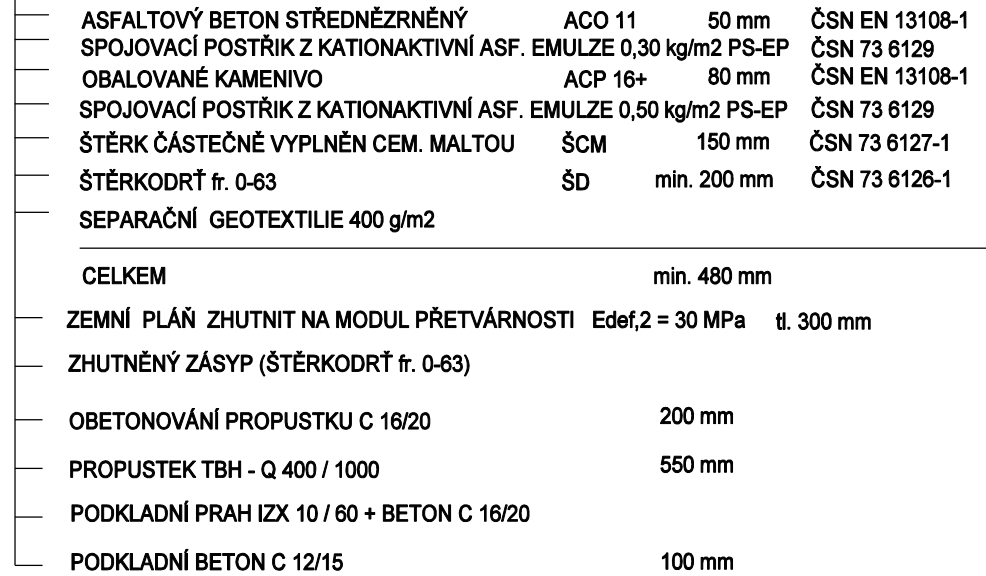 ASFALTOVÝ BETON STŘEDNĚZRNĚNÝ ACO 11 50 mm ČSN EN 13108-1
SPOJOVACÍ POSTŘIK Z KATIONAKTIVNÍ ASF. EMULZE 0,30 kg/m2 PS-EP ČSN 73 6129
OBALOVANÉ KAMENIVO ACP 16+ 80 mm ČSN EN 13108-1
SPOJOVACÍ POSTŘIK Z KATIONAKTIVNÍ ASF. EMULZE 0,50 kg/m2 PS-EP ČSN 73 6129
ŠTĚRK ČÁSTEČNĚ VYPLNĚN CEM. MALTOU ŠCM 150 mm ČSN 73 6127-1
ŠTĚRKODRŤ fr. 0-63 ŠD min. 200 mm ČSN 73 6126-1
SEPARAČNÍ GEOTEXTILIE 400 g/m2
CELKEM min. 480 mm
ZEMNÍ PLÁŇ ZHUTNIT NA MODUL PŘETVÁRNOSTI Edef,2 = 30 MPa tl. 300 mm
ZHUTNĚNÝ ZÁSYP (ŠTĚRKODRŤ fr. 0-63)
OBETONOVÁNÍ PROPUSTKU C 16/20 200 mm
PROPUSTEK TBH - Q 400 / 1000 550 mm
PODKLADNÍ PRAH IZX 10 / 60 + BETON C 16/20
PODKLADNÍ BETON C 12/15 100 mm